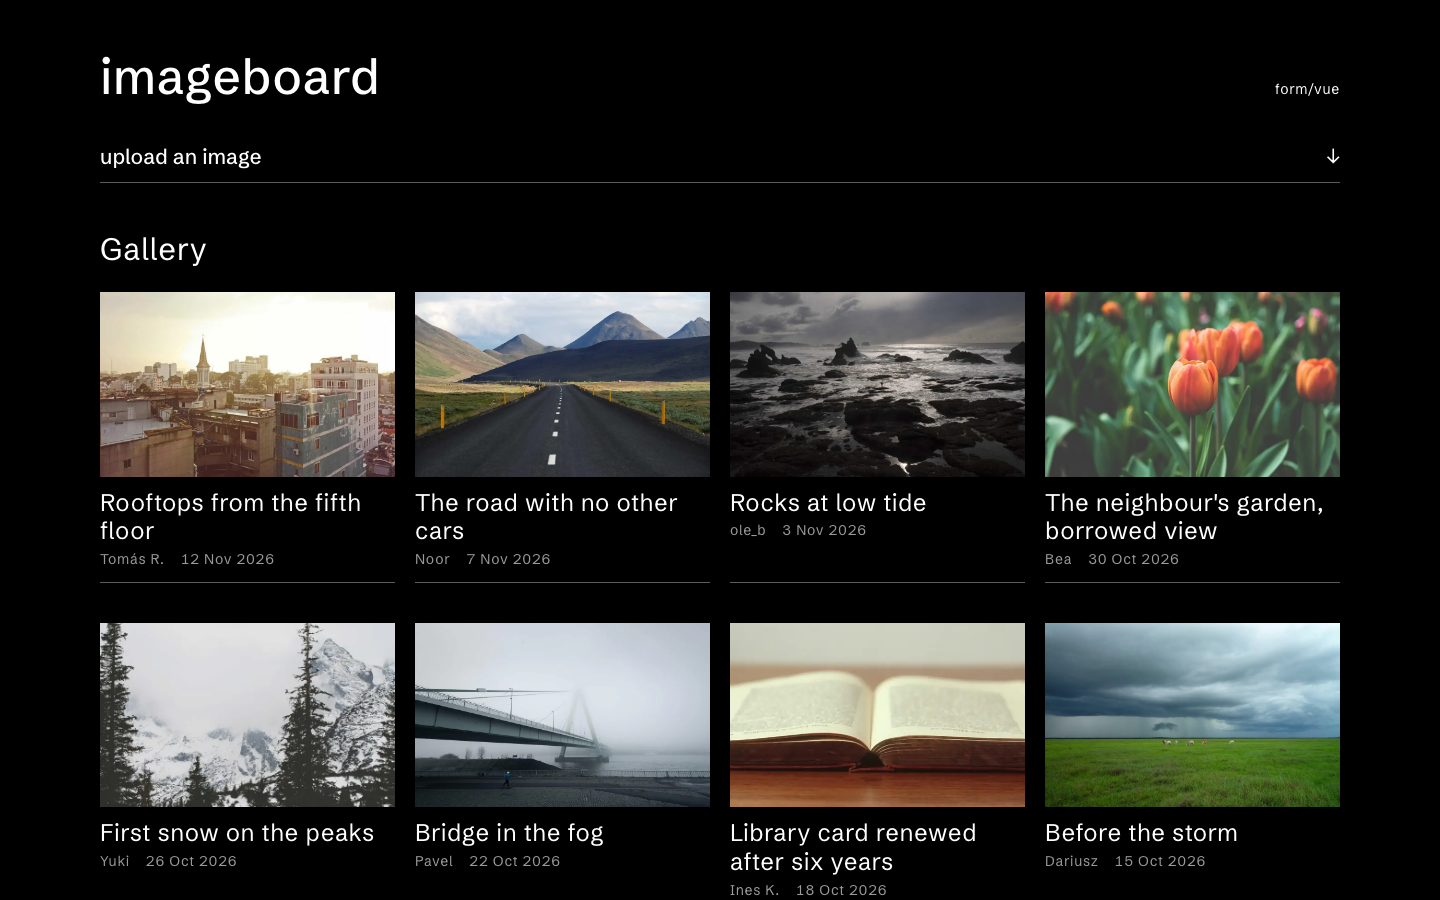 imageboard
form/vue
upload an image
↓
Gallery
Rooftops from the fifth
floor
Tomás R. 12 Nov 2026
The road with no other
cars
Noor 7 Nov 2026
Rocks at low tide
ole_b 3 Nov 2026
The neighbour's garden,
borrowed view
Bea 30 Oct 2026
First snow on the peaks
Yuki 26 Oct 2026
Bridge in the fog
Pavel 22 Oct 2026
Library card renewed
after six years
Ines K. 18 Oct 2026
Before the storm
Dariusz 15 Oct 2026